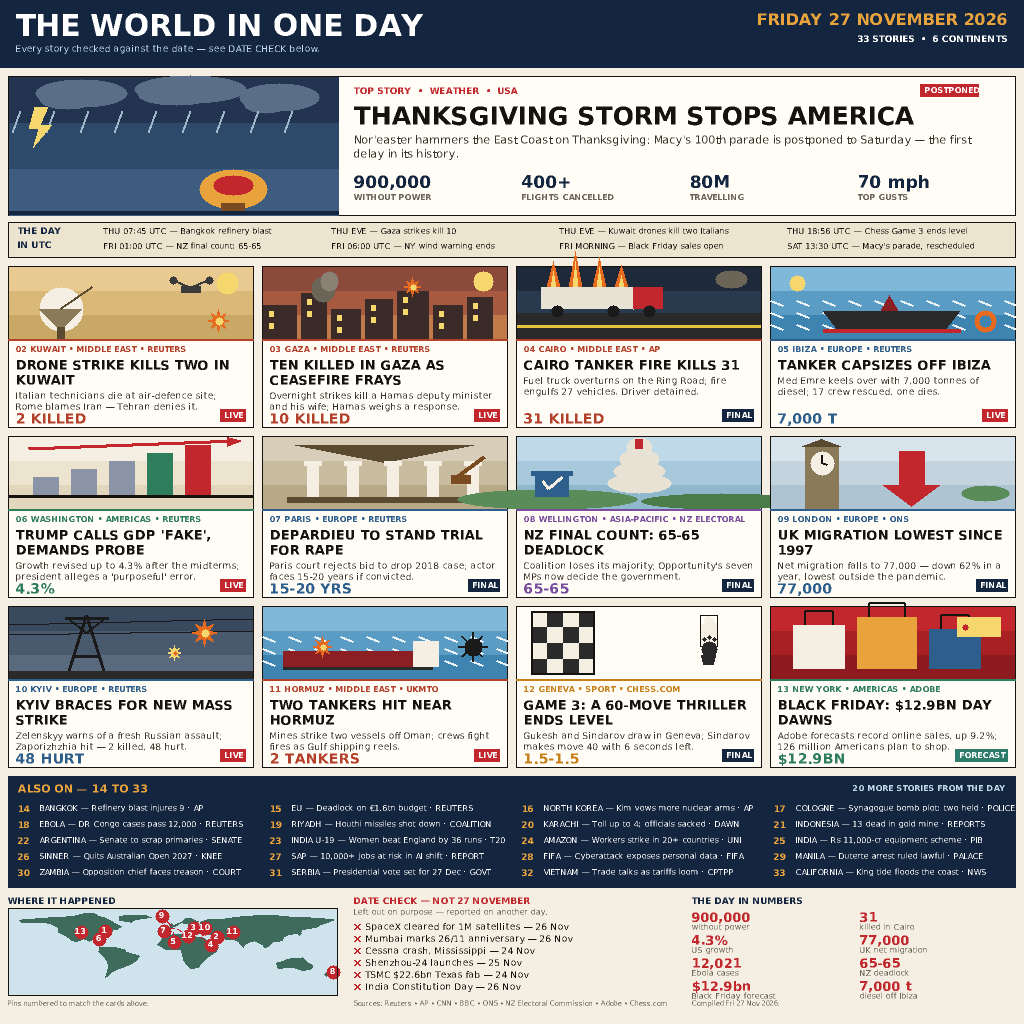 THE WORLD IN ONE DAY
Every story checked against the date — see DATE CHECK below.
FRIDAY 27 NOVEMBER 2026
33 STORIES • 6 CONTINENTS
TOP STORY • WEATHER • USA
POSTPONED
THANKSGIVING STORM STOPS AMERICA
Nor'easter hammers the East Coast on Thanksgiving; Macy's 100th parade is postponed to Saturday — the first
delay in its history.
900,000
WITHOUT POWER
400+
FLIGHTS CANCELLED
80M
TRAVELLING
70 mph
TOP GUSTS
THE DAY
IN UTC
THU 07:45 UTC — Bangkok refinery blast
THU EVE — Gaza strikes kill 10
THU EVE — Kuwait drones kill two Italians
THU 18:56 UTC — Chess Game 3 ends level
FRI 01:00 UTC — NZ final count: 65-65
FRI 06:00 UTC — NY wind warning ends
FRI MORNING — Black Friday sales open
SAT 13:30 UTC — Macy's parade, rescheduled
02 KUWAIT • MIDDLE EAST • REUTERS
DRONE STRIKE KILLS TWO IN
KUWAIT
Italian technicians die at air-defence site;
Rome blames Iran — Tehran denies it.
2 KILLED
LIVE
03 GAZA • MIDDLE EAST • REUTERS
TEN KILLED IN GAZA AS
CEASEFIRE FRAYS
Overnight strikes kill a Hamas deputy minister
and his wife; Hamas weighs a response.
10 KILLED
LIVE
04 CAIRO • MIDDLE EAST • AP
CAIRO TANKER FIRE KILLS 31
Fuel truck overturns on the Ring Road; fire
engulfs 27 vehicles. Driver detained.
31 KILLED
FINAL
05 IBIZA • EUROPE • REUTERS
TANKER CAPSIZES OFF IBIZA
Med Emre keels over with 7,000 tonnes of
diesel; 17 crew rescued, one dies.
7,000 T
LIVE
06 WASHINGTON • AMERICAS • REUTERS
TRUMP CALLS GDP 'FAKE',
DEMANDS PROBE
Growth revised up to 4.3% after the midterms;
president alleges a 'purposeful' error.
4.3%
LIVE
07 PARIS • EUROPE • REUTERS
DEPARDIEU TO STAND TRIAL
FOR RAPE
Paris court rejects bid to drop 2018 case; actor
faces 15-20 years if convicted.
15-20 YRS
FINAL
08 WELLINGTON • ASIA-PACIFIC • NZ ELECTORAL
NZ FINAL COUNT: 65-65
DEADLOCK
Coalition loses its majority; Opportunity's seven
MPs now decide the government.
65-65
FINAL
09 LONDON • EUROPE • ONS
UK MIGRATION LOWEST SINCE
1997
Net migration falls to 77,000 — down 62% in a
year, lowest outside the pandemic.
77,000
FINAL
10 KYIV • EUROPE • REUTERS
KYIV BRACES FOR NEW MASS
STRIKE
Zelenskyy warns of a fresh Russian assault;
Zaporizhzhia hit — 2 killed, 48 hurt.
48 HURT
LIVE
11 HORMUZ • MIDDLE EAST • UKMTO
TWO TANKERS HIT NEAR
HORMUZ
Mines strike two vessels off Oman; crews fight
fires as Gulf shipping reels.
2 TANKERS
LIVE
12 GENEVA • SPORT • CHESS.COM
GAME 3: A 60-MOVE THRILLER
ENDS LEVEL
Gukesh and Sindarov draw in Geneva; Sindarov
makes move 40 with 6 seconds left.
1.5-1.5
FINAL
13 NEW YORK • AMERICAS • ADOBE
BLACK FRIDAY: $12.9BN DAY
DAWNS
Adobe forecasts record online sales, up 9.2%;
126 million Americans plan to shop.
$12.9BN
FORECAST
ALSO ON — 14 TO 33
20 MORE STORIES FROM THE DAY
14 BANGKOK — Refinery blast injures 9 · AP
15 EU — Deadlock on €1.6tn budget · REUTERS
16 NORTH KOREA — Kim vows more nuclear arms · AP
17 COLOGNE — Synagogue bomb plot; two held · POLICE
18 EBOLA — DR Congo cases pass 12,000 · REUTERS
19 RIYADH — Houthi missiles shot down · COALITION
20 KARACHI — Toll up to 4; officials sacked · DAWN
21 INDONESIA — 13 dead in gold mine · REPORTS
22 ARGENTINA — Senate to scrap primaries · SENATE
23 INDIA U-19 — Women beat England by 36 runs · T20
24 AMAZON — Workers strike in 20+ countries · UNI
25 INDIA — Rs 11,000-cr equipment scheme · PIB
26 SINNER — Quits Australian Open 2027 · KNEE
27 SAP — 10,000+ jobs at risk in AI shift · REPORT
28 FIFA — Cyberattack exposes personal data · FIFA
29 MANILA — Duterte arrest ruled lawful · PALACE
30 ZAMBIA — Opposition chief faces treason · COURT
31 SERBIA — Presidential vote set for 27 Dec · GOVT
32 VIETNAM — Trade talks as tariffs loom · CPTPP
33 CALIFORNIA — King tide floods the coast · NWS
WHERE IT HAPPENED
9
13
1
6
7
3
10
12
5
2
4
11
8
Pins numbered to match the cards above.
DATE CHECK — NOT 27 NOVEMBER
Left out on purpose — reported on another day.
× SpaceX cleared for 1M satellites — 26 Nov
× Mumbai marks 26/11 anniversary — 26 Nov
× Cessna crash, Mississippi — 24 Nov
× Shenzhou-24 launches — 25 Nov
× TSMC $22.6bn Texas fab — 24 Nov
× India Constitution Day — 26 Nov
Sources: Reuters • AP • CNN • BBC • ONS • NZ Electoral Commission • Adobe • Chess.com
THE DAY IN NUMBERS
900,000
without power
31
killed in Cairo
4.3%
US growth
77,000
UK net migration
12,021
Ebola cases
65-65
NZ deadlock
$12.9bn
Black Friday forecast
7,000 t
diesel off Ibiza
Compiled Fri 27 Nov 2026.